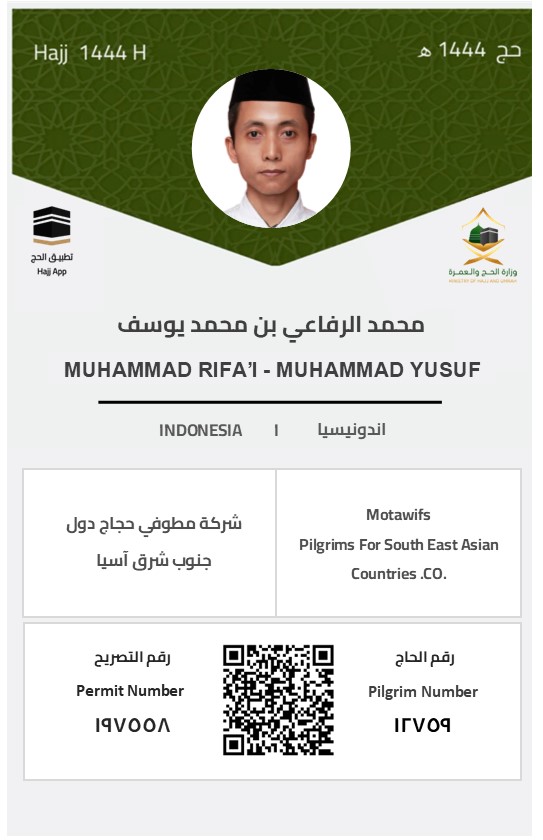 Hajj 1444 H
حج 1444 هـ
تطبيق الحج
Hajj App
وزارة الحج والعمرة
MINISTRY OF HAJJ AND UMRAH
محمد الرفاعي بن محمد يوسف
MUHAMMAD RIFA’I - MUHAMMAD YUSUF
INDONESIA | اندونيسيا
شركة مطوفي حجاج دول
جنوب شرق آسيا
Motawifs
Pilgrims For South East Asian
Countries .CO.
رقم التصريح
Permit Number
١٩٧٥٥٨
رقم الحاج
Pilgrim Number
١٢٧٥٩